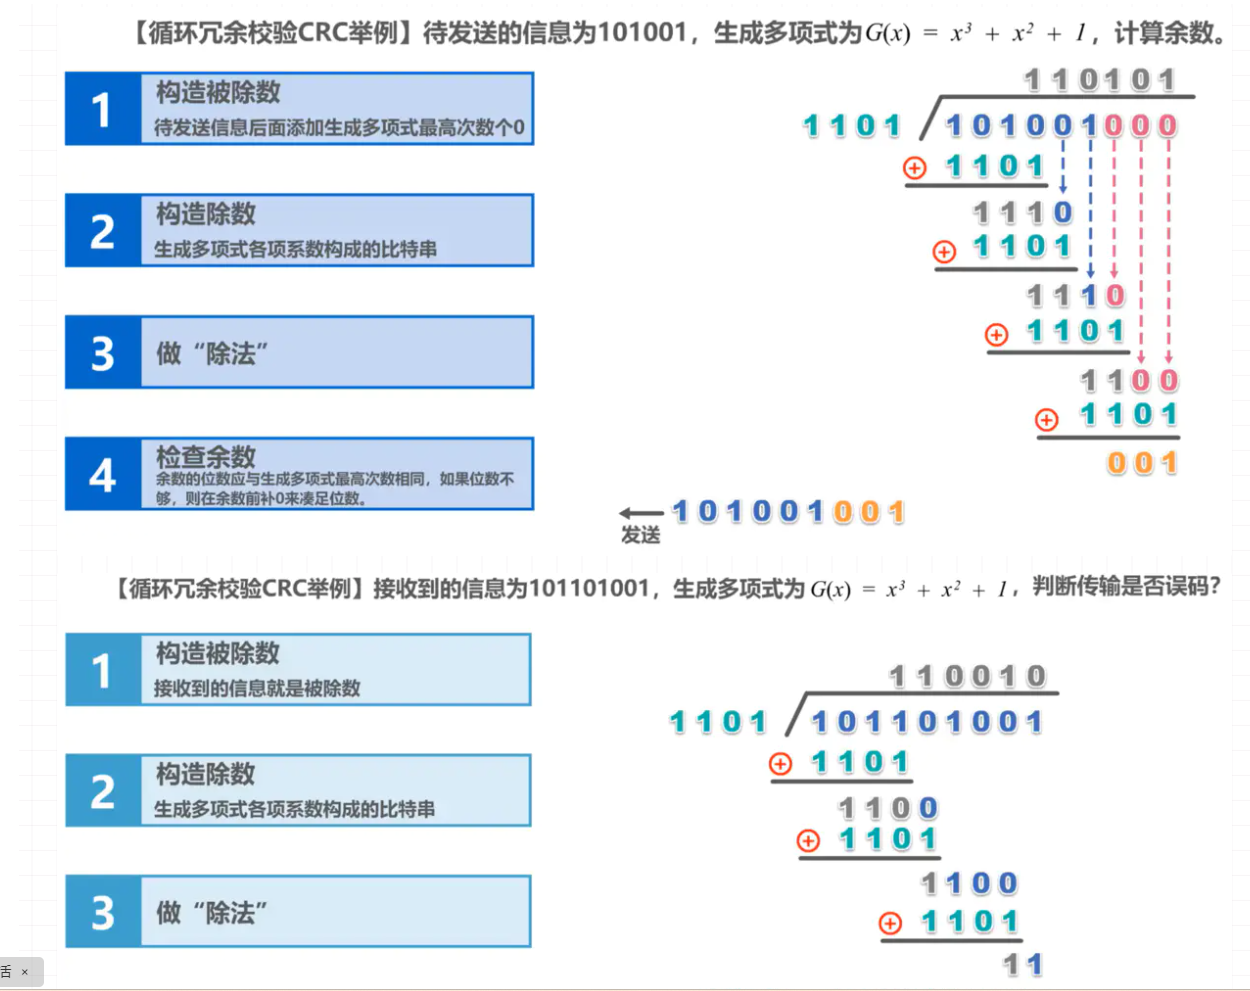 【循环冗余校验CRC举例】待发送的信息为101001，生成多项式为G(x) = x³ + x² + 1，计算余数。
1
构造被除数
待发送信息后面添加生成多项式最高次数个0
2
构造除数
生成多项式各项系数构成的比特串
3
做“除法”
4
检查余数
余数的位数应与生成多项式最高次数相同，如果位数不
够，则在余数前补0来凑足位数。
110101
1101 101001000
⊕ 1101
1110
⊕ 1101
1110
⊕ 1101
1100
⊕ 1101
001
101001001
发送
【循环冗余校验CRC举例】接收到的信息为101101001，生成多项式为G(x) = x³ + x² + 1，判断传输是否误码？
1
构造被除数
接收到的信息就是被除数
2
构造除数
生成多项式各项系数构成的比特串
3
做“除法”
110010
1101 101101001
⊕ 1101
1100
⊕ 1101
1100
⊕ 1101
11
舌 ×